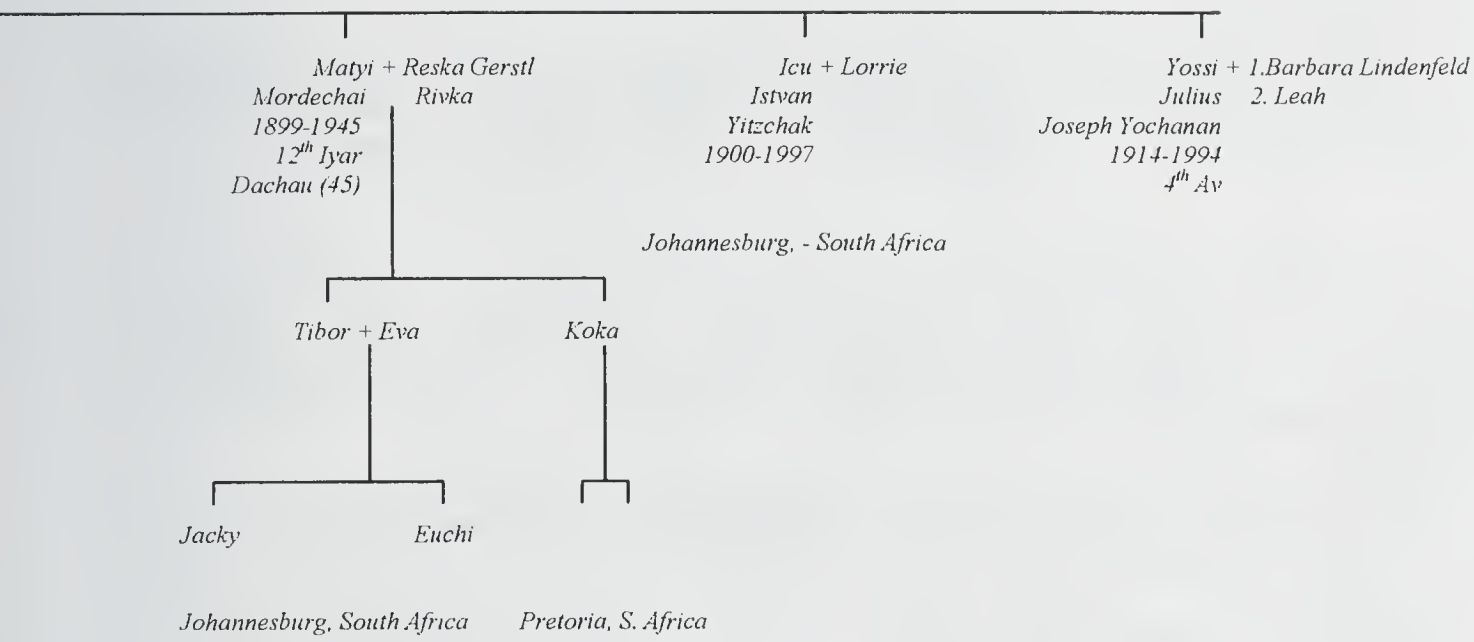 Matyi + Reska Gerstl
Mordechai Rivka
1899-1945
12th Iyar
Dachau (45)
Icu + Lorrie
Istvan
Yitzchak
1900-1997
Yossi + 1.Barbara Lindenfeld
Julius 2. Leah
Joseph Yochanan
1914-1994
4th Av
Johannesburg, - South Africa
Tibor + Eva
Koka
Jacky
Euchi
Johannesburg, South Africa
Pretoria, S. Africa